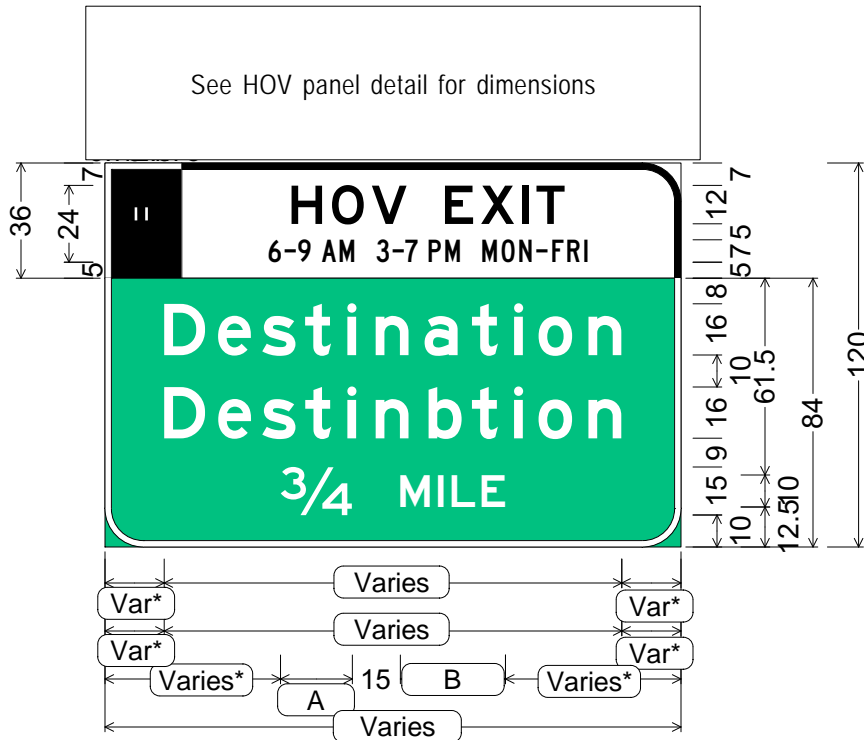 See HOV panel detail for dimensions
HOV EXIT
6-9 AM 3-7 PM MON-FRI
Destination
Destinbtion
3/4 MILE
36
7
24
5
7
12
5
7
5
8
16
10
16
9
15
10
61.5
10
12.5
84
120
Varies
Var*
Var*
Varies
Var*
Var*
Varies*
A
15
B
Varies*
Varies